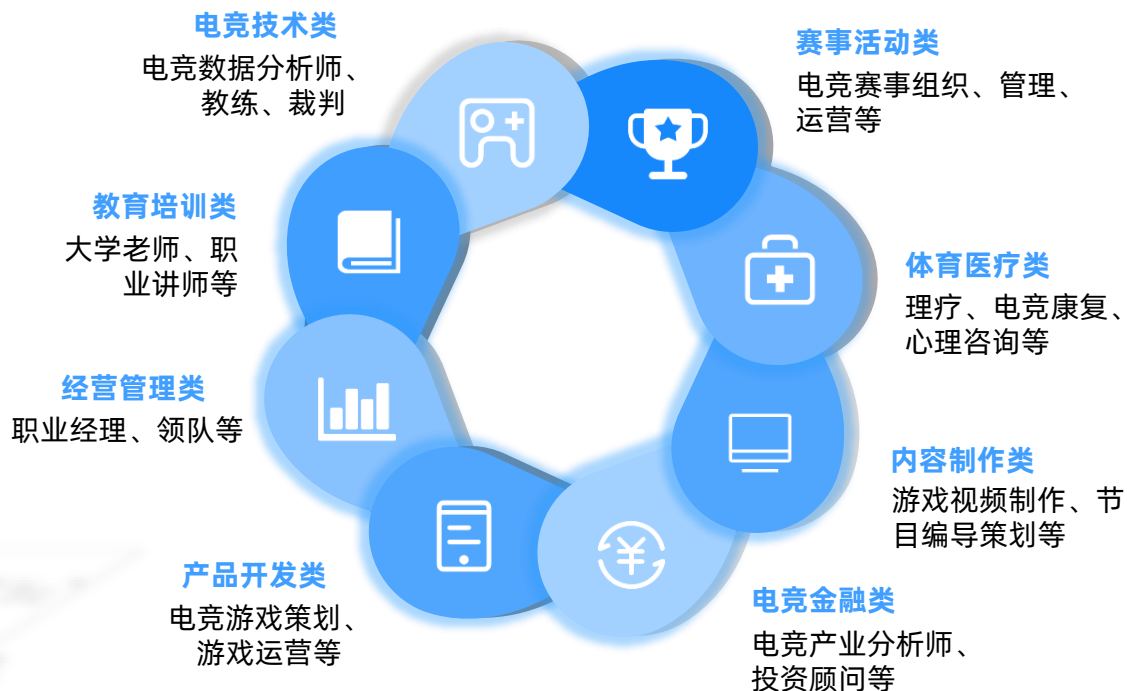 电竞技术类
电竞数据分析师、
教练、裁判
赛事活动类
电竞赛事组织、管理、
运营等
教育培训类
大学老师、职
业讲师等
体育医疗类
理疗、电竞康复、
心理咨询等
经营管理类
职业经理、领队等
内容制作类
游戏视频制作、节
目编导策划等
产品开发类
电竞游戏策划、
游戏运营等
电竞金融类
电竞产业分析师、
投资顾问等